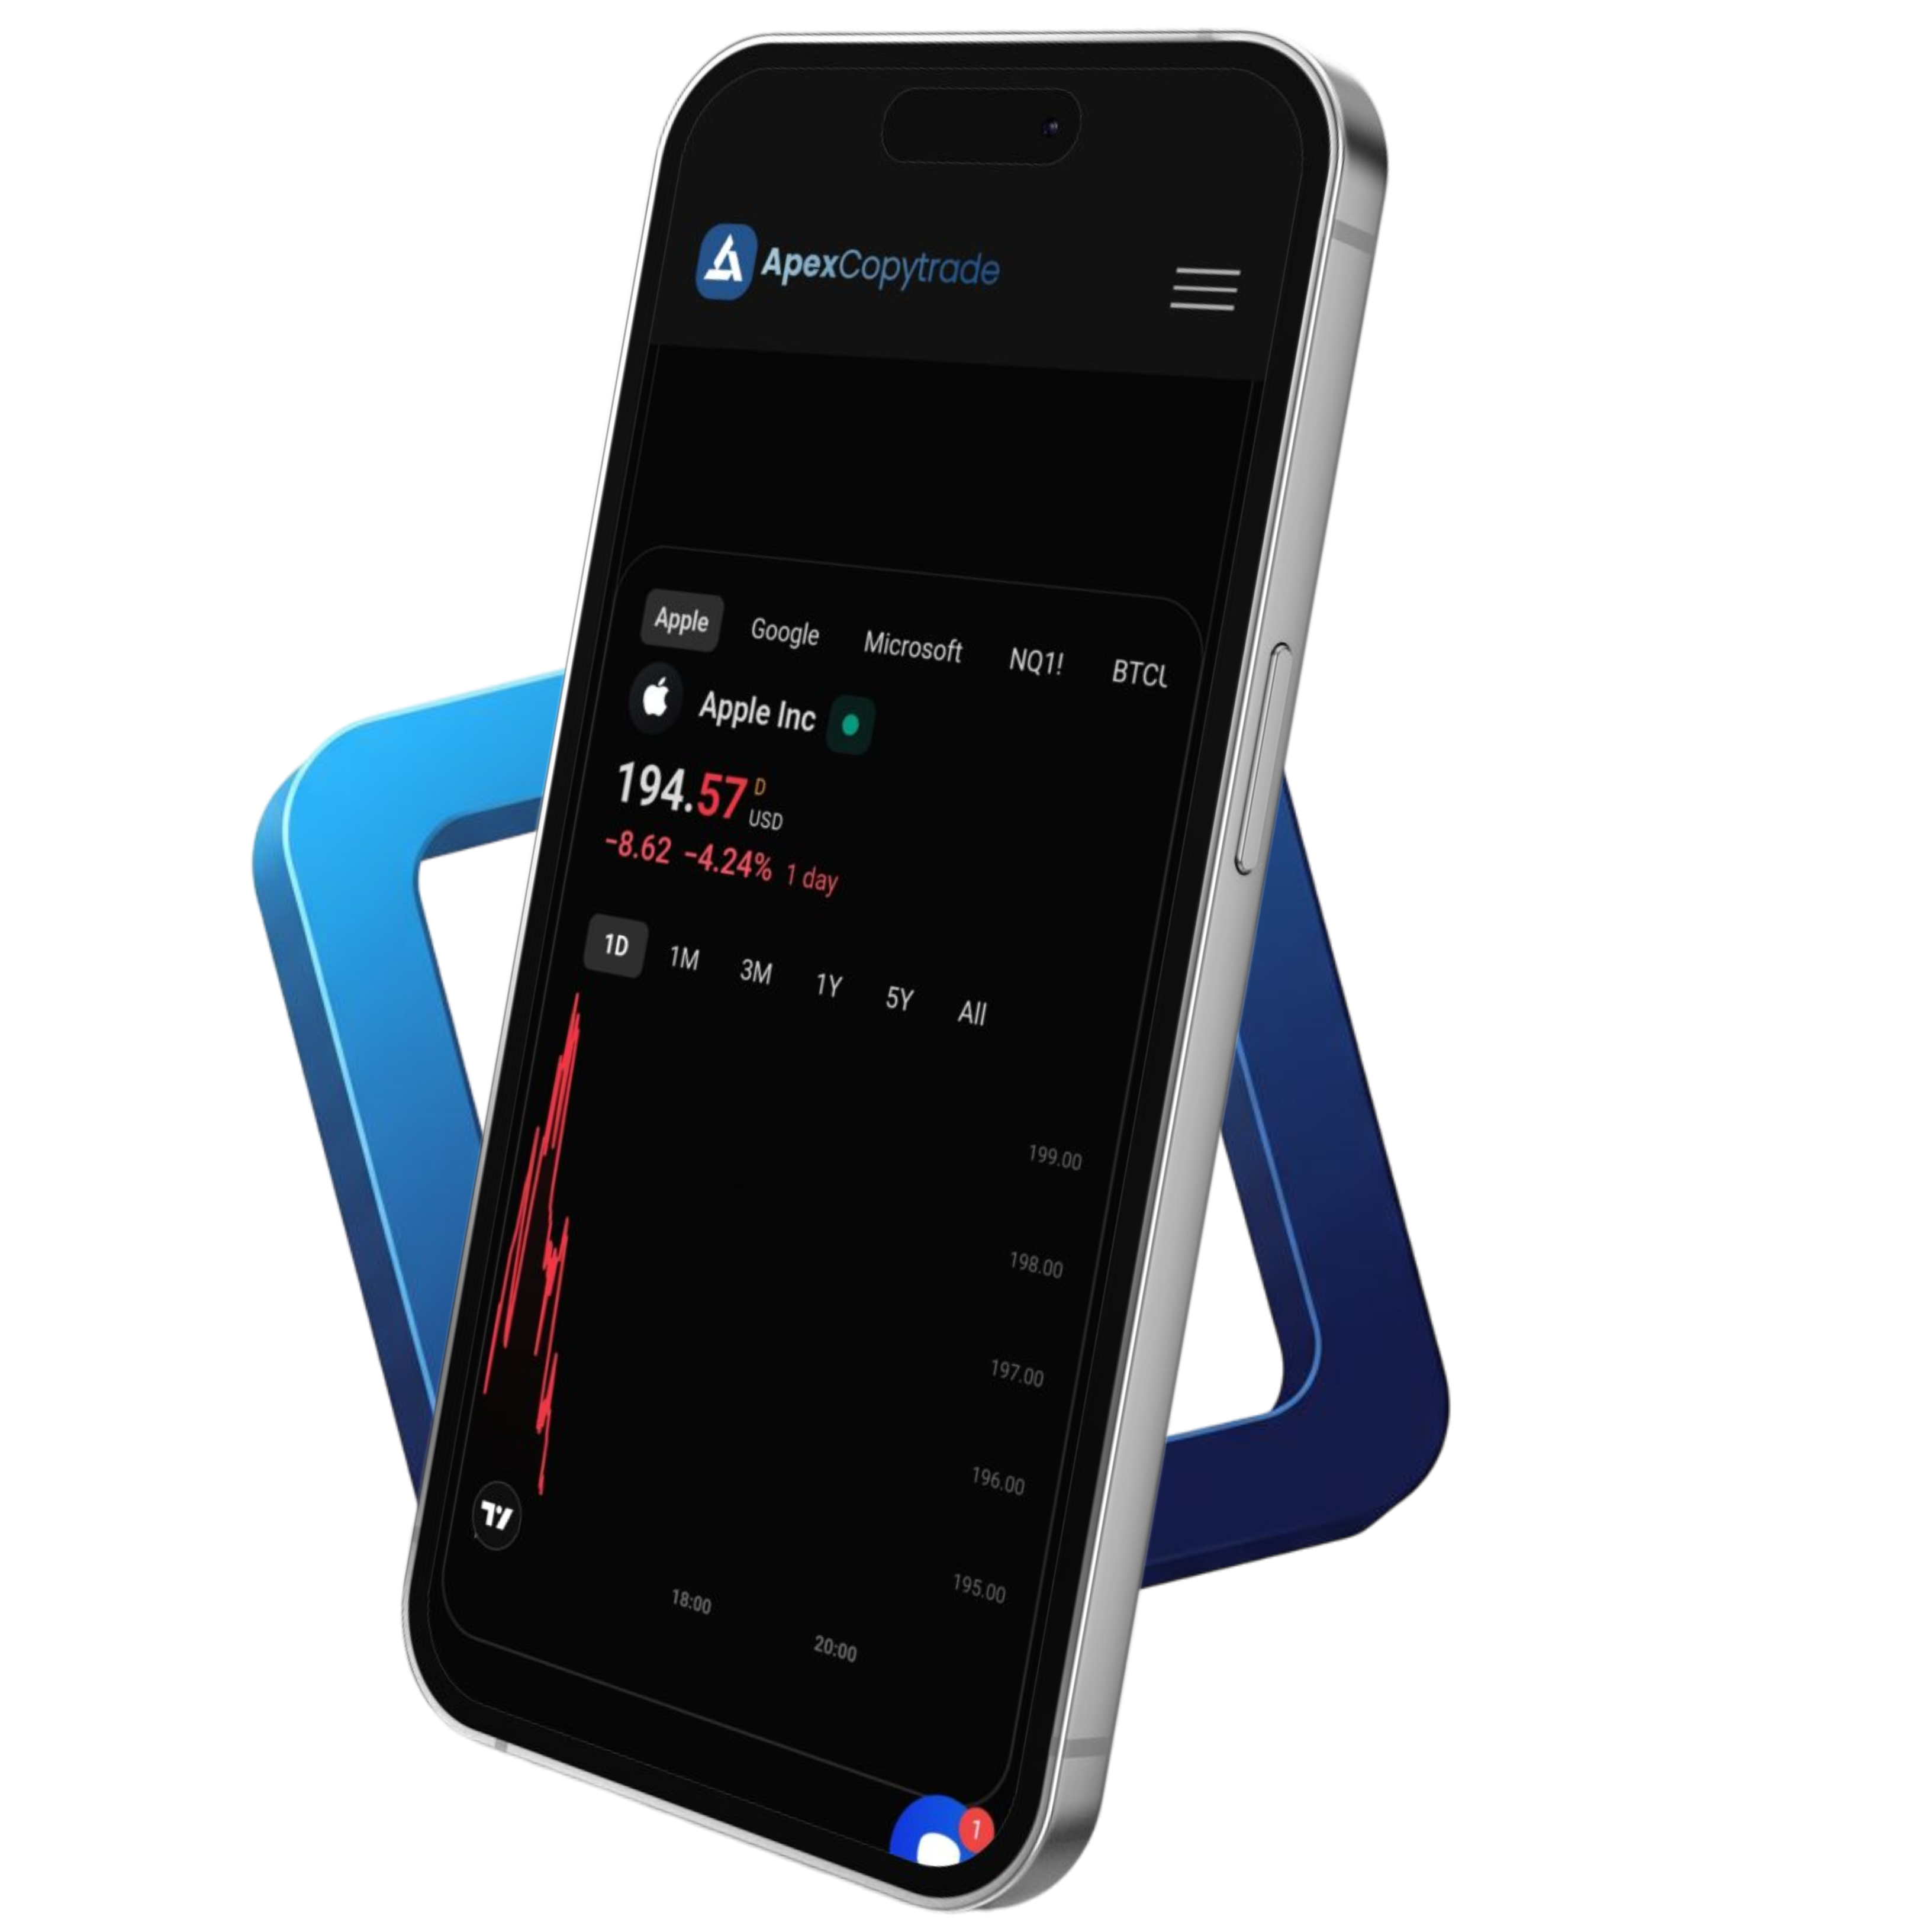 ApexCopytrade
Apple Google Microsoft NQ1! BTCU
Apple Inc
194.57 D USD
−8.62 −4.24% 1 day
1D 1M 3M 1Y 5Y All
199.00
198.00
197.00
196.00
195.00
18:00 20:00
1